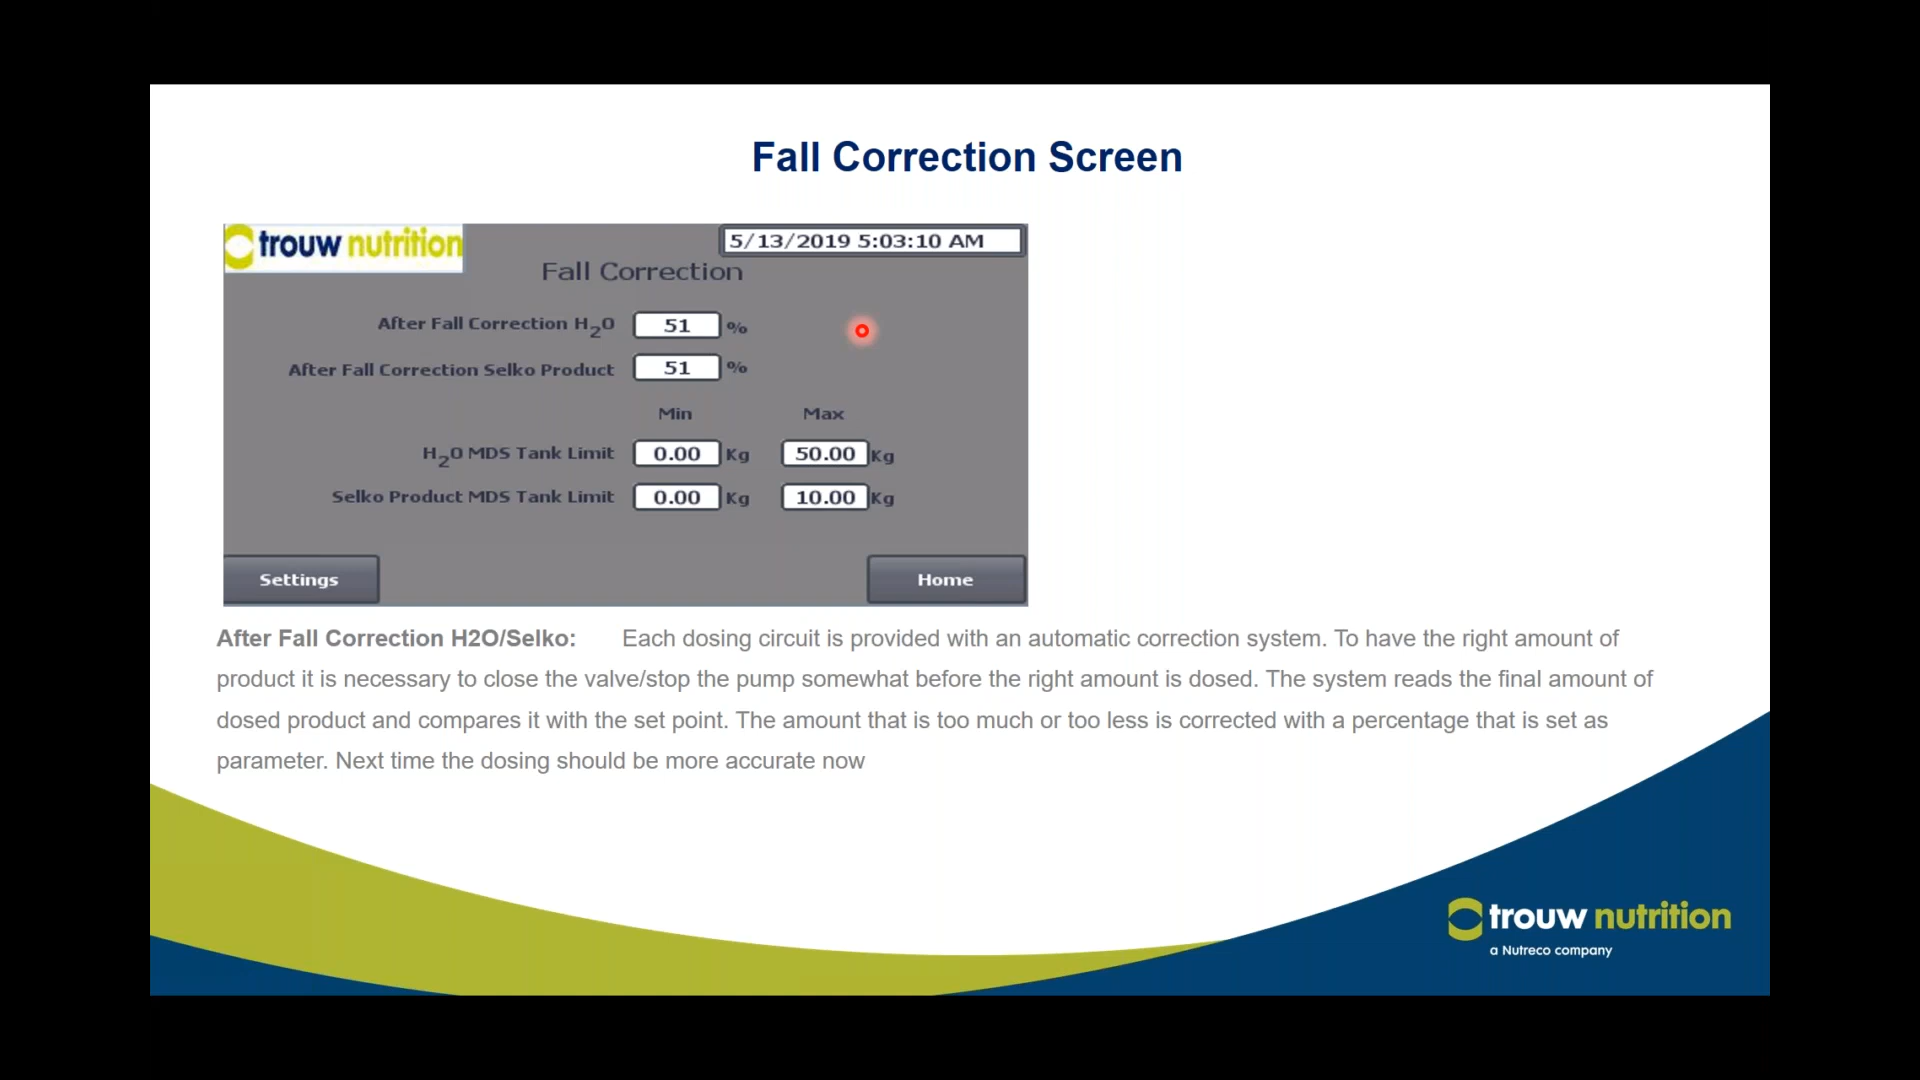 Fall Correction Screen
trouw nutrition
5/13/2019 5:03:10 AM
Fall Correction
After Fall Correction H2O 51 %
After Fall Correction Selko Product 51 %
Min Max
H2O MDS Tank Limit 0.00 Kg 50.00 Kg
Selko Product MDS Tank Limit 0.00 Kg 10.00 Kg
Settings Home
After Fall Correction H2O/Selko: Each dosing circuit is provided with an automatic correction system. To have the right amount of
product it is necessary to close the valve/stop the pump somewhat before the right amount is dosed. The system reads the final amount of
dosed product and compares it with the set point. The amount that is too much or too less is corrected with a percentage that is set as
parameter. Next time the dosing should be more accurate now
trouw nutrition
a Nutreco company